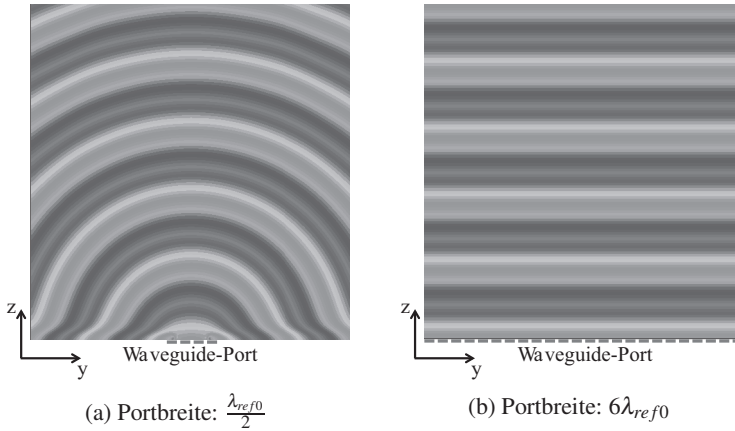 z
y
Waveguide-Port
(a) Portbreite: λref0/2
z
y
Waveguide-Port
(b) Portbreite: 6λref0